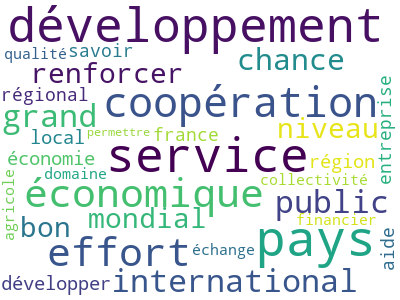 développement
qualité savoir chance
renforcer
régional coopération
grand
entreprise
permettre france niveau
local
économie service région
domaine collectivité
agricole
économique public
mondial financier
bon
effort échange pays
aide
développer international